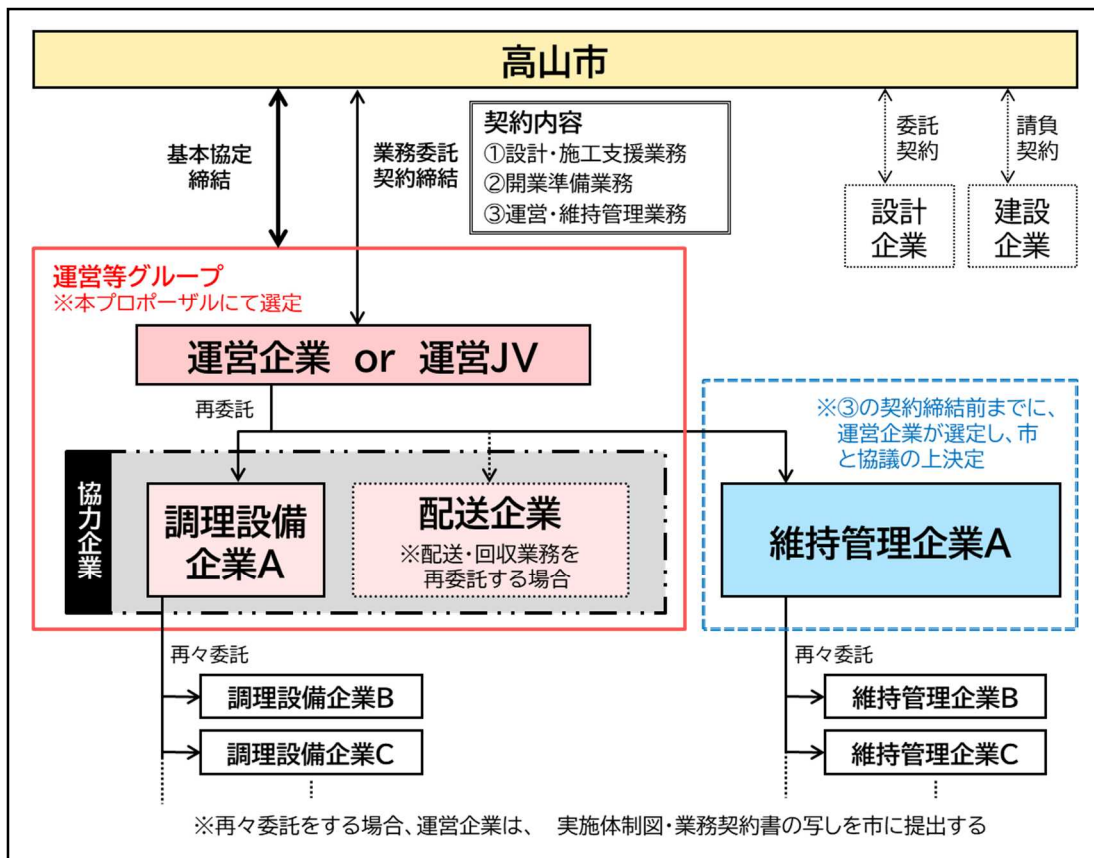 高山市
基本協定
締結
業務委託
契約締結
契約内容
①設計・施工支援業務
②開業準備業務
③運営・維持管理業務
委託
契約
請負
契約
設計
企業
建設
企業
運営等グループ
※本プロポーザルにて選定
運営企業 or 運営JV
再委託
※③の契約締結前までに、
運営企業が選定し、市
と協議の上決定
協力企業
調理設備
企業A
配送企業
※配送・回収業務を
再委託する場合
維持管理企業A
再々委託
調理設備企業B
調理設備企業C
再々委託
維持管理企業B
維持管理企業C
※再々委託をする場合、運営企業は、 実施体制図・業務契約書の写しを市に提出する